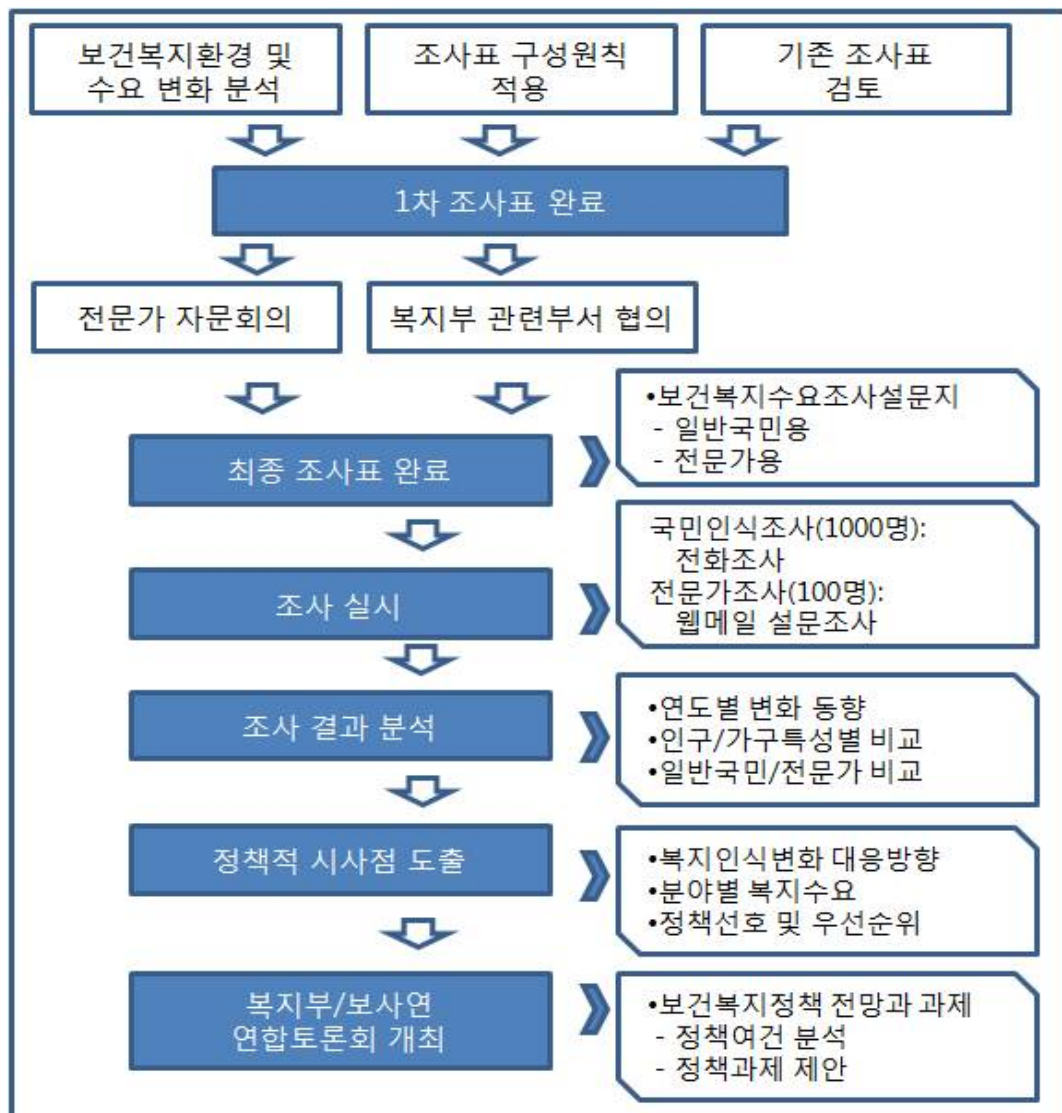 보건복지환경 및
수요 변화 분석
조사표 구성원칙
적용
기존 조사표
검토
1차 조사표 완료
전문가 자문회의
복지부 관련부서 협의
최종 조사표 완료
•보건복지수요조사설문지
- 일반국민용
- 전문가용
조사 실시
국민인식조사(1000명):
전화조사
전문가조사(100명):
웹메일 설문조사
조사 결과 분석
•연도별 변화 동향
•인구/가구특성별 비교
•일반국민/전문가 비교
정책적 시사점 도출
•복지인식변화 대응방향
•분야별 복지수요
•정책선호 및 우선순위
복지부/보사연
연합토론회 개최
•보건복지정책 전망과 과제
- 정책여건 분석
- 정책과제 제안